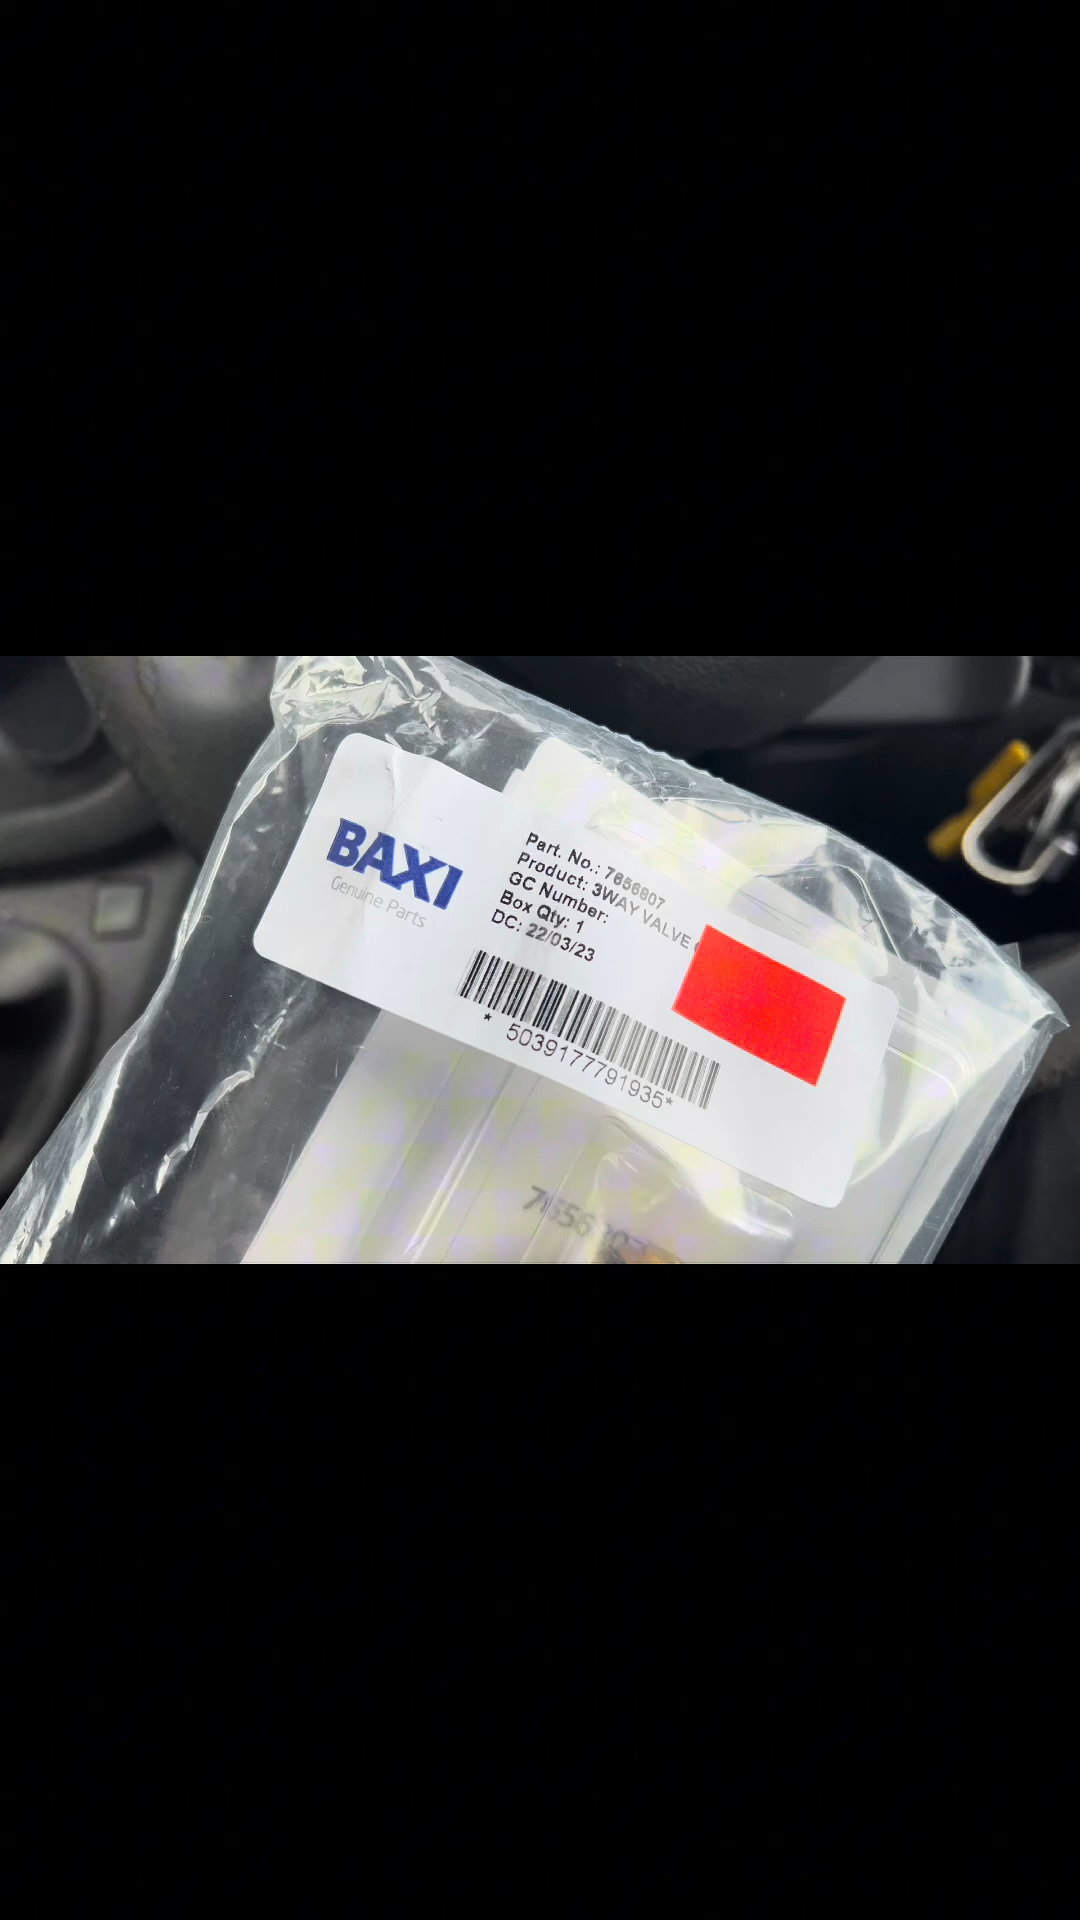 BAXI
Genuine Parts
Part. No.: 7656807
Product: 3WAY VALVE
GC Number:
Box Qty: 1
DC: 22/03/23
* 5039177791935*